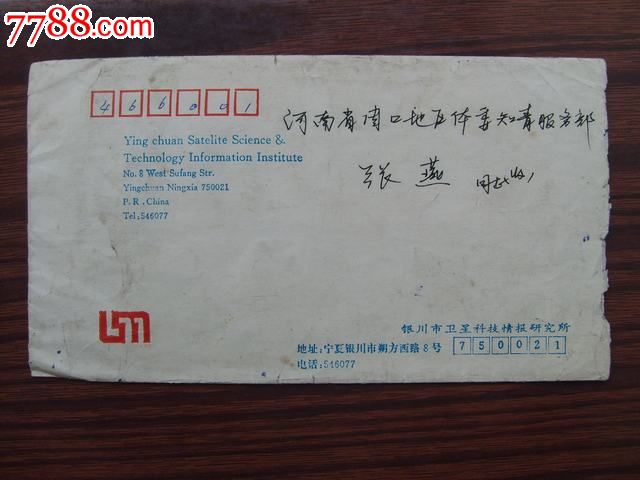 7788.com
466001
河南省周口地区体委知青服务部
张燕 同志收
Ying chuan Satelite Science &
Technology Information Institute
No. 8 West Sufang Str.
Yingchuan Ningxia 750021
P. R. China
Tel:546077
银川市卫星科技情报研究所
地址:宁夏银川市朔方西路8号 750021
电话:546077